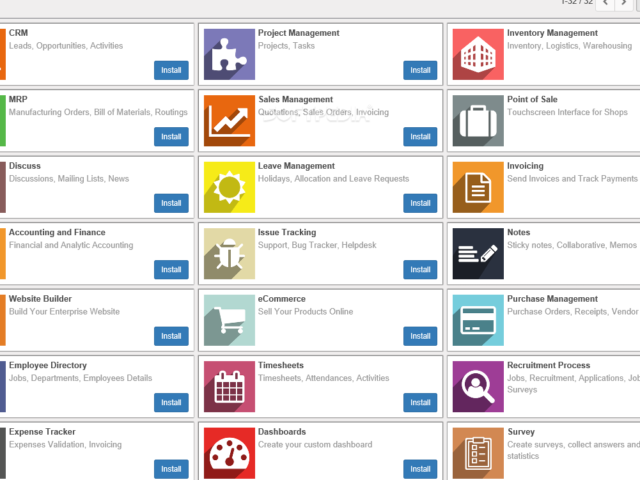 1-32 / 32
CRM
Leads, Opportunities, Activities
Install
Project Management
Projects, Tasks
Install
Inventory Management
Inventory, Logistics, Warehousing
MRP
Manufacturing Orders, Bill of Materials, Routings
Install
Sales Management
Quotations, Sales Orders, Invoicing
Install
Point of Sale
Touchscreen Interface for Shops
Discuss
Discussions, Mailing Lists, News
Install
Leave Management
Holidays, Allocation and Leave Requests
Install
Invoicing
Send Invoices and Track Payments
Accounting and Finance
Financial and Analytic Accounting
Install
Issue Tracking
Support, Bug Tracker, Helpdesk
Install
Notes
Sticky notes, Collaborative, Memos
Website Builder
Build Your Enterprise Website
Install
eCommerce
Sell Your Products Online
Install
Purchase Management
Purchase Orders, Receipts, Vendor
Employee Directory
Jobs, Departments, Employees Details
Install
Timesheets
Timesheets, Attendances, Activities
Install
Recruitment Process
Jobs, Recruitment, Applications, Job
Surveys
Expense Tracker
Expenses Validation, Invoicing
Install
Dashboards
Create your custom dashboard
Install
Survey
Create surveys, collect answers and
statistics